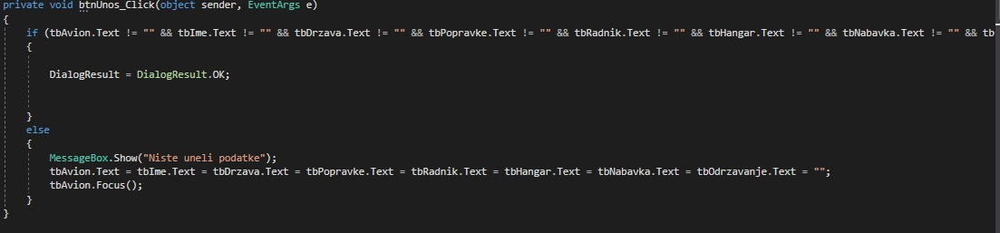 private void btnUnos_Click(object sender, EventArgs e)
{
if (tbAvion.Text != "" && tbIme.Text != "" && tbDrzava.Text != "" && tbPopravke.Text != "" && tbRadnik.Text != "" && tbHangar.Text != "" && tbNabavka.Text != "" && tb
{
DialogResult = DialogResult.OK;
}
else
{
MessageBox.Show("Niste uneli podatke");
tbAvion.Text = tbIme.Text = tbDrzava.Text = tbPopravke.Text = tbRadnik.Text = tbHangar.Text = tbNabavka.Text = tbOdrzavanje.Text = "";
tbAvion.Focus();
}
}